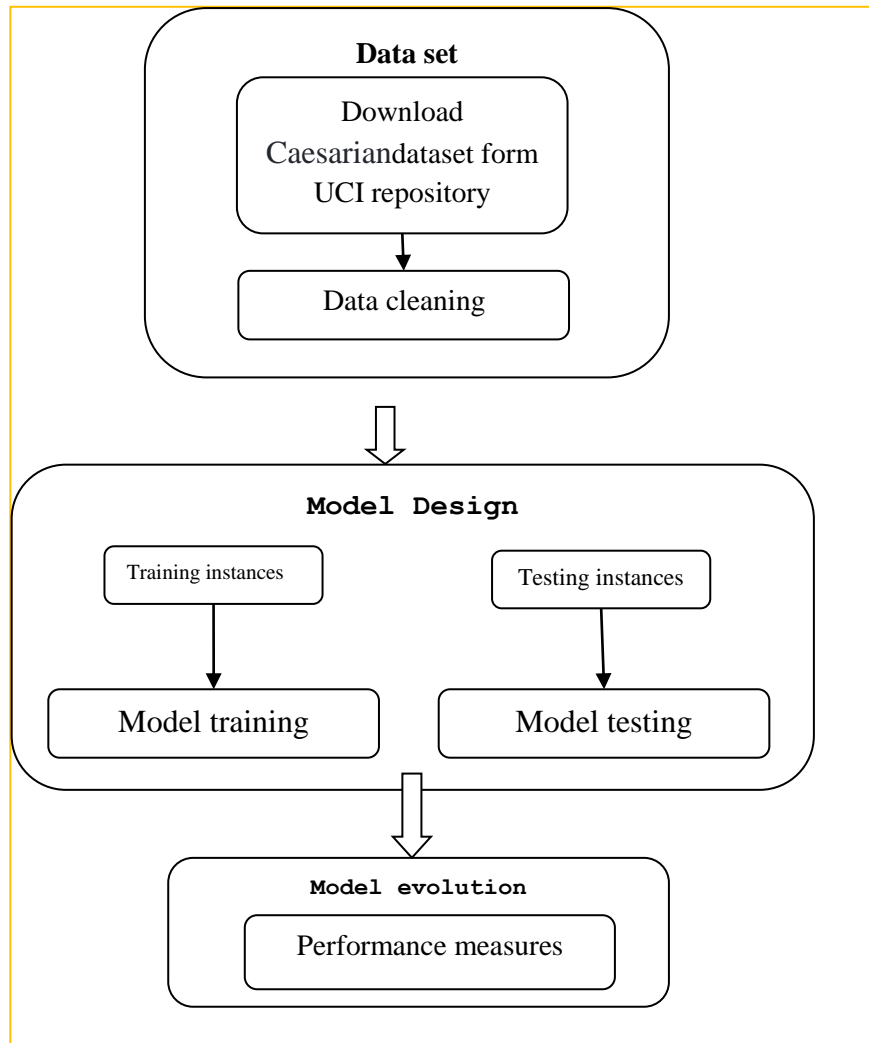 Data set
Download
Caesariandataset form
UCI repository
Data cleaning
Model Design
Training instances
Testing instances
Model training
Model testing
Model evolution
Performance measures